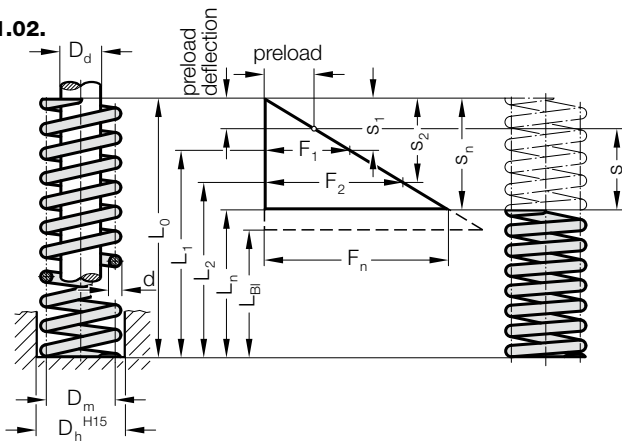 1.02.
D_d
preload
deflection
preload
s_1
s_2
s_n
s
F_1
F_2
F_n
L_0
L_1
L_2
L_n
L_Bl
d
D_m
D_h H15